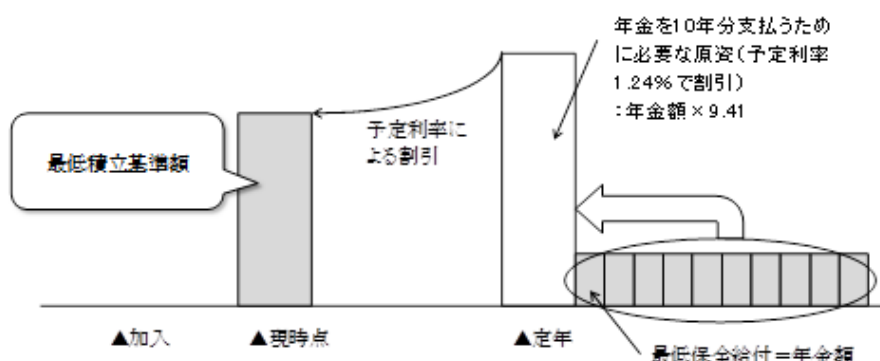 年金を10年分支払うため
に必要な原資(予定利率
1.24%で割引)
:年金額×9.41
予定利率に
よる割引
最低積立基準額
▲加入
▲現時点
▲定年
最低保全給付=年金額